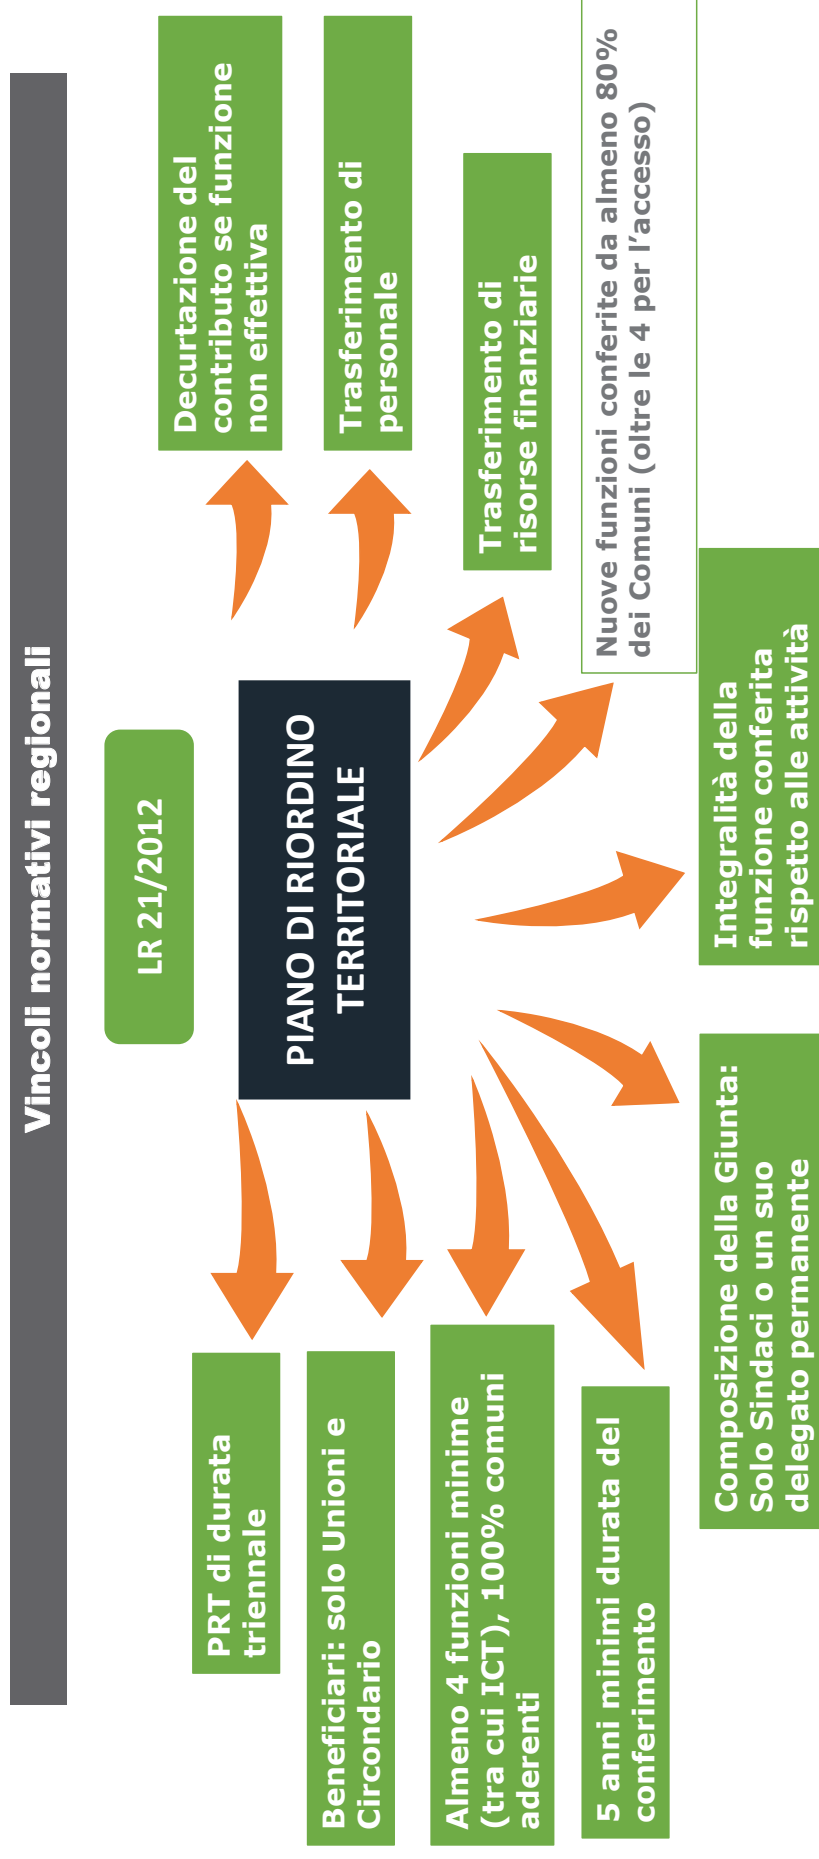 Vincoli normativi regionali
LR 21/2012
PIANO DI RIORDINO
TERRITORIALE
PRT di durata
triennale
Beneficiari: solo Unioni e
Circondario
Almeno 4 funzioni minime
(tra cui ICT), 100% comuni
aderenti
5 anni minimi durata del
conferimento
Composizione della Giunta:
Solo Sindaci o un suo
delegato permanente
Integralità della
funzione conferita
rispetto alle attività
Nuove funzioni conferite da almeno 80%
dei Comuni (oltre le 4 per l’accesso)
Trasferimento di
risorse finanziarie
Trasferimento di
personale
Decurtazione del
contributo se funzione
non effettiva